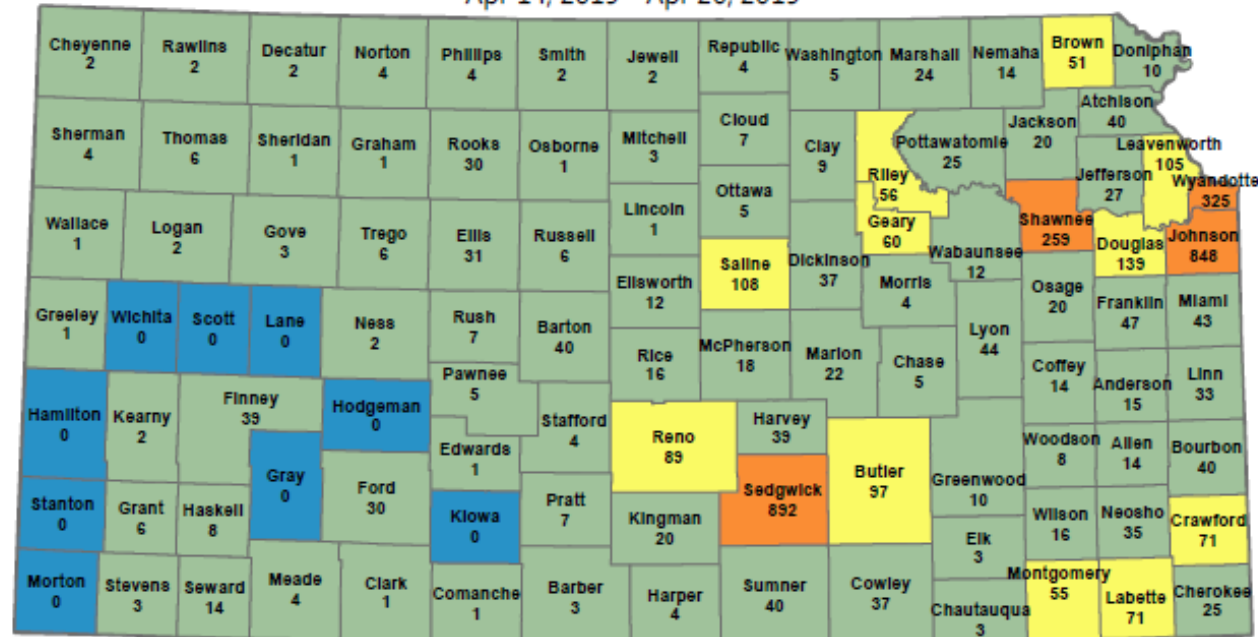 Apr 14, 2019 - Apr 20, 2019
Cheyenne
2
Rawlins
2
Decatur
2
Norton
4
Phillips
4
Smith
2
Jewell
2
Republic
4
Washington
5
Marshall
24
Nemaha
14
Brown
51
Doniphan
10
Atchison
40
Sherman
4
Thomas
6
Sheridan
1
Graham
1
Rooks
30
Osborne
1
Mitchell
3
Cloud
7
Clay
9
Riley
56
Pottawatomie
25
Jackson
20
Jefferson
27
Leavenworth
105
Wyandotte
325
Wallace
1
Logan
2
Gove
3
Trego
6
Ellis
31
Russell
6
Lincoln
1
Ottawa
5
Saline
108
Dickinson
37
Geary
60
Wabaunsee
12
Shawnee
259
Douglas
139
Johnson
848
Greeley
1
Wichita
0
Scott
0
Lane
0
Ness
2
Rush
7
Barton
40
Ellsworth
12
Rice
16
McPherson
18
Marion
22
Morris
4
Chase
5
Lyon
44
Osage
20
Franklin
47
Miami
43
Coffey
14
Anderson
15
Linn
33
Hamilton
0
Kearny
2
Finney
39
Hodgeman
0
Pawnee
5
Edwards
1
Stafford
4
Reno
89
Harvey
39
Sedgwick
892
Butler
97
Greenwood
10
Woodson
8
Allen
14
Bourbon
40
Stanton
0
Grant
6
Haskell
8
Gray
0
Ford
30
Kiowa
0
Pratt
7
Kingman
20
Elk
3
Wilson
16
Neosho
35
Crawford
71
Morton
0
Stevens
3
Seward
14
Meade
4
Clark
1
Comanche
1
Barber
3
Harper
4
Sumner
40
Cowley
37
Chautauqua
3
Montgomery
55
Labette
71
Cherokee
25